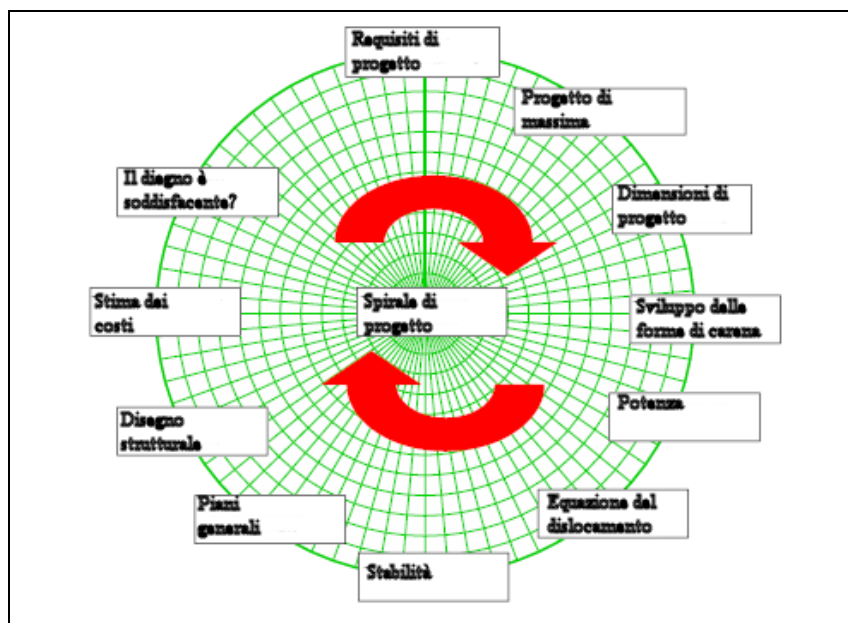 Requisiti di
progetto
Progetto di
massima
Dimensioni di
progetto
Sviluppo delle
forme di carena
Potenza
Equazione del
dislocamento
Stabilità
Piani
generali
Disegno
strutturale
Stima dei
costi
Il disegno è
soddisfacente?
Spirale di
progetto